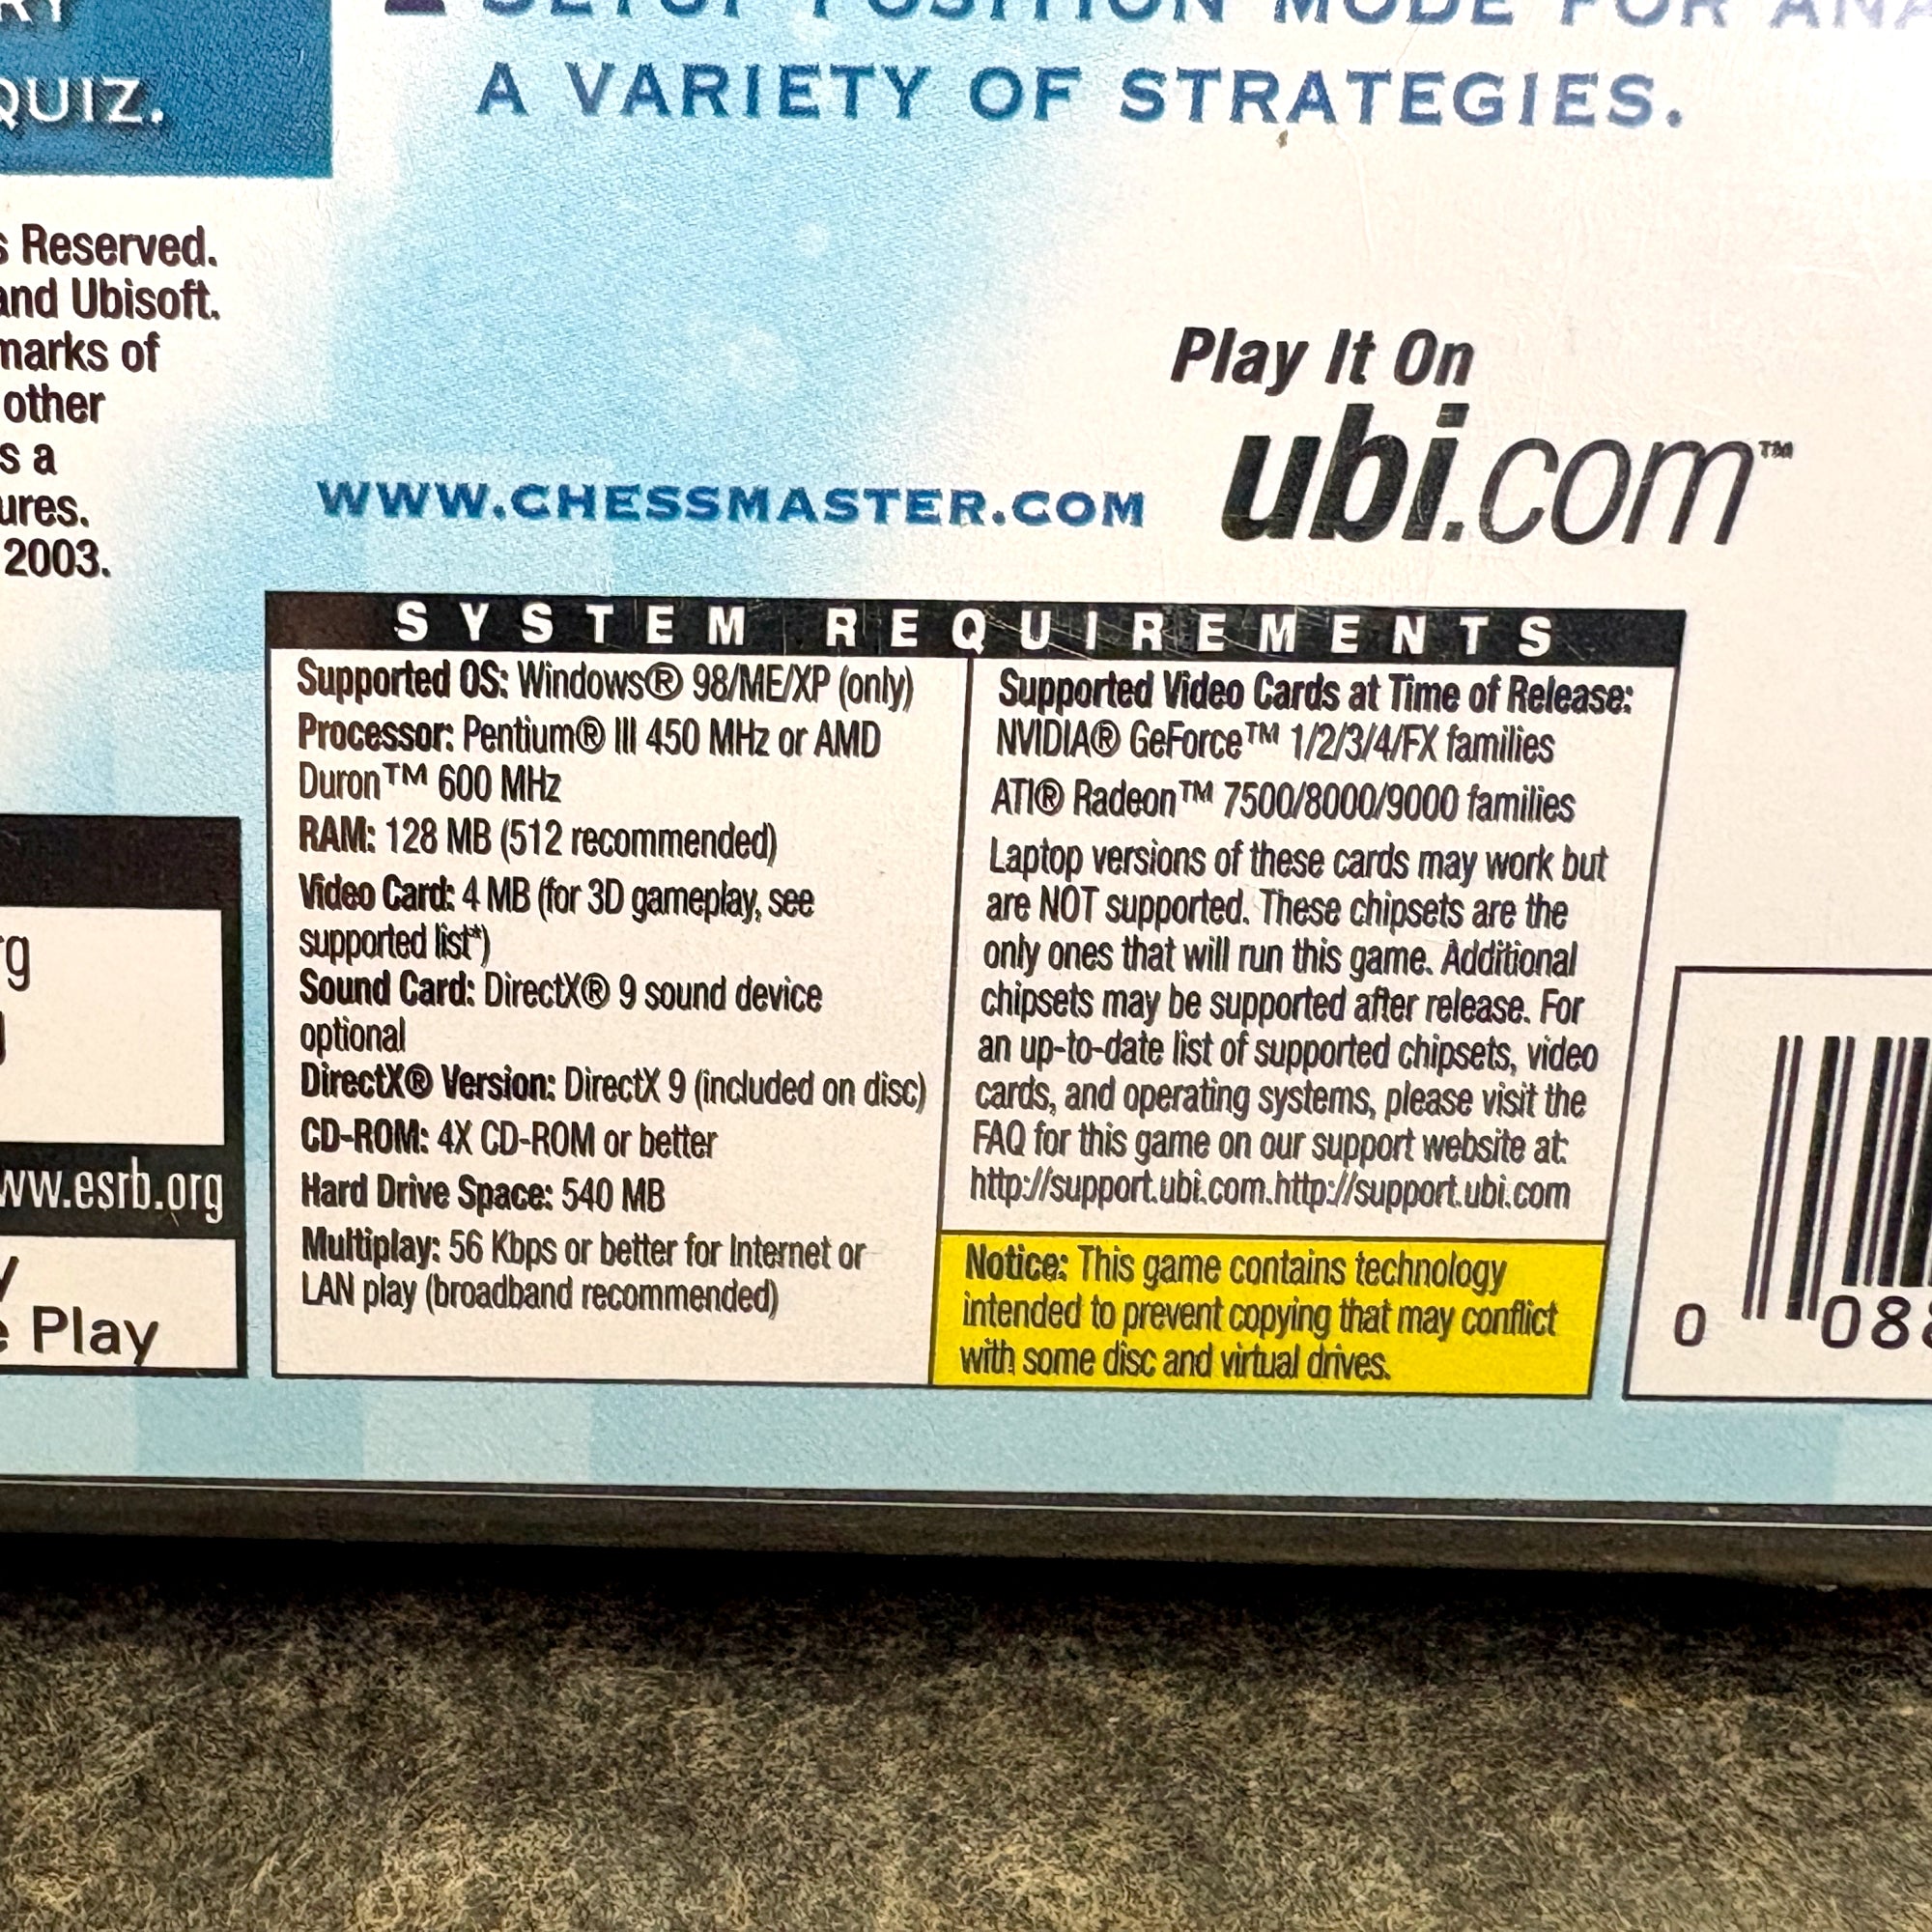 QUIZ.
SETUP POSITION MODE FOR
A VARIETY OF STRATEGIES.
Reserved.
and Ubisoft.
marks of
other
s a
ures.
2003.
Play It On
ubi.com™
WWW.CHESSMASTER.COM
SYSTEM REQUIREMENTS
Supported OS: Windows® 98/ME/XP (only)
Processor: Pentium® III 450 MHz or AMD
Duron™ 600 MHz
RAM: 128 MB (512 recommended)
Video Card: 4 MB (for 3D gameplay, see
supported list*)
Sound Card: DirectX® 9 sound device
optional
DirectX® Version: DirectX 9 (included on disc)
CD-ROM: 4X CD-ROM or better
Hard Drive Space: 540 MB
Multiplay: 56 Kbps or better for Internet or
LAN play (broadband recommended)
Supported Video Cards at Time of Release:
NVIDIA® GeForce™ 1/2/3/4/FX families
ATI® Radeon™ 7500/8000/9000 families
Laptop versions of these cards may work but
are NOT supported. These chipsets are the
only ones that will run this game. Additional
chipsets may be supported after release. For
an up-to-date list of supported chipsets, video
cards, and operating systems, please visit the
FAQ for this game on our support website at:
http://support.ubi.com.http://support.ubi.com
Notice: This game contains technology
intended to prevent copying that may conflict
with some disc and virtual drives.
ww.esrb.org
Play
0 08